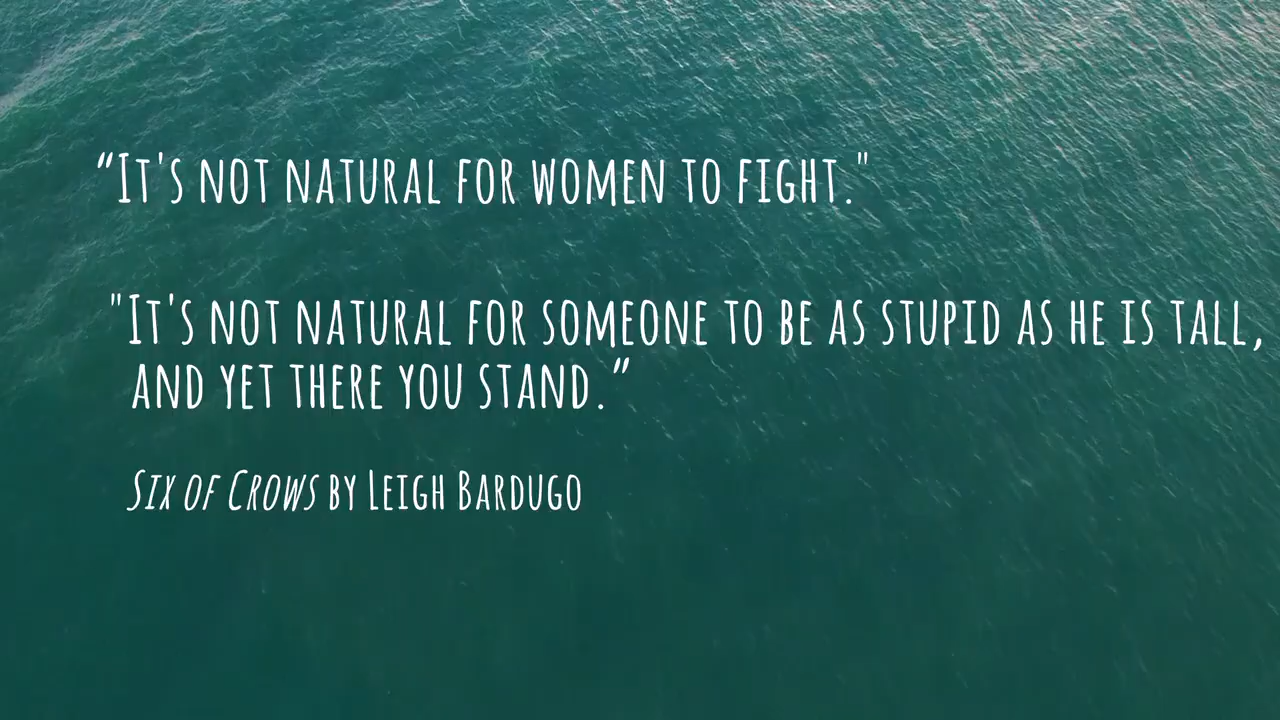 “It's not natural for women to fight."
"It's not natural for someone to be as stupid as he is tall,
and yet there you stand.”
Six of Crows by Leigh Bardugo